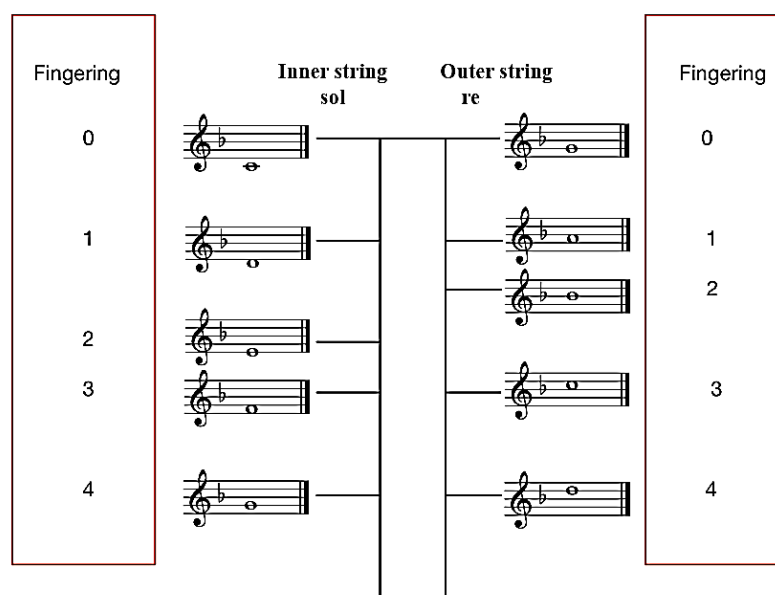 Fingering
Inner string
sol
Outer string
re
Fingering
0
0
1
1
2
2
3
3
4
4